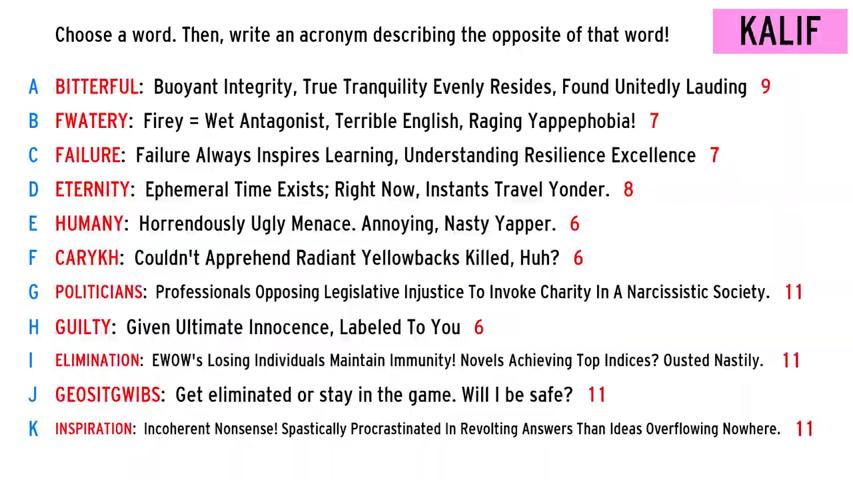 Choose a word. Then, write an acronym describing the opposite of that word!
KALIF
A BITTERFUL: Buoyant Integrity, True Tranquility Evenly Resides, Found Unitedly Lauding 9
B FWATERY: Firey = Wet Antagonist, Terrible English, Raging Yappephobia! 7
C FAILURE: Failure Always Inspires Learning, Understanding Resilience Excellence 7
D ETERNITY: Ephemeral Time Exists; Right Now, Instants Travel Yonder. 8
E HUMANY: Horrendously Ugly Menace. Annoying, Nasty Yapper. 6
F CARYKH: Couldn't Apprehend Radiant Yellowbacks Killed, Huh? 6
G POLITICIANS: Professionals Opposing Legislative Injustice To Invoke Charity In A Narcissistic Society. 11
H GUILTY: Given Ultimate Innocence, Labeled To You 6
I ELIMINATION: EWOW's Losing Individuals Maintain Immunity! Novels Achieving Top Indices? Ousted Nastily. 11
J GEOSITGWIBS: Get eliminated or stay in the game. Will I be safe? 11
K INSPIRATION: Incoherent Nonsense! Spastically Procrastinated In Revolting Answers Than Ideas Overflowing Nowhere. 11